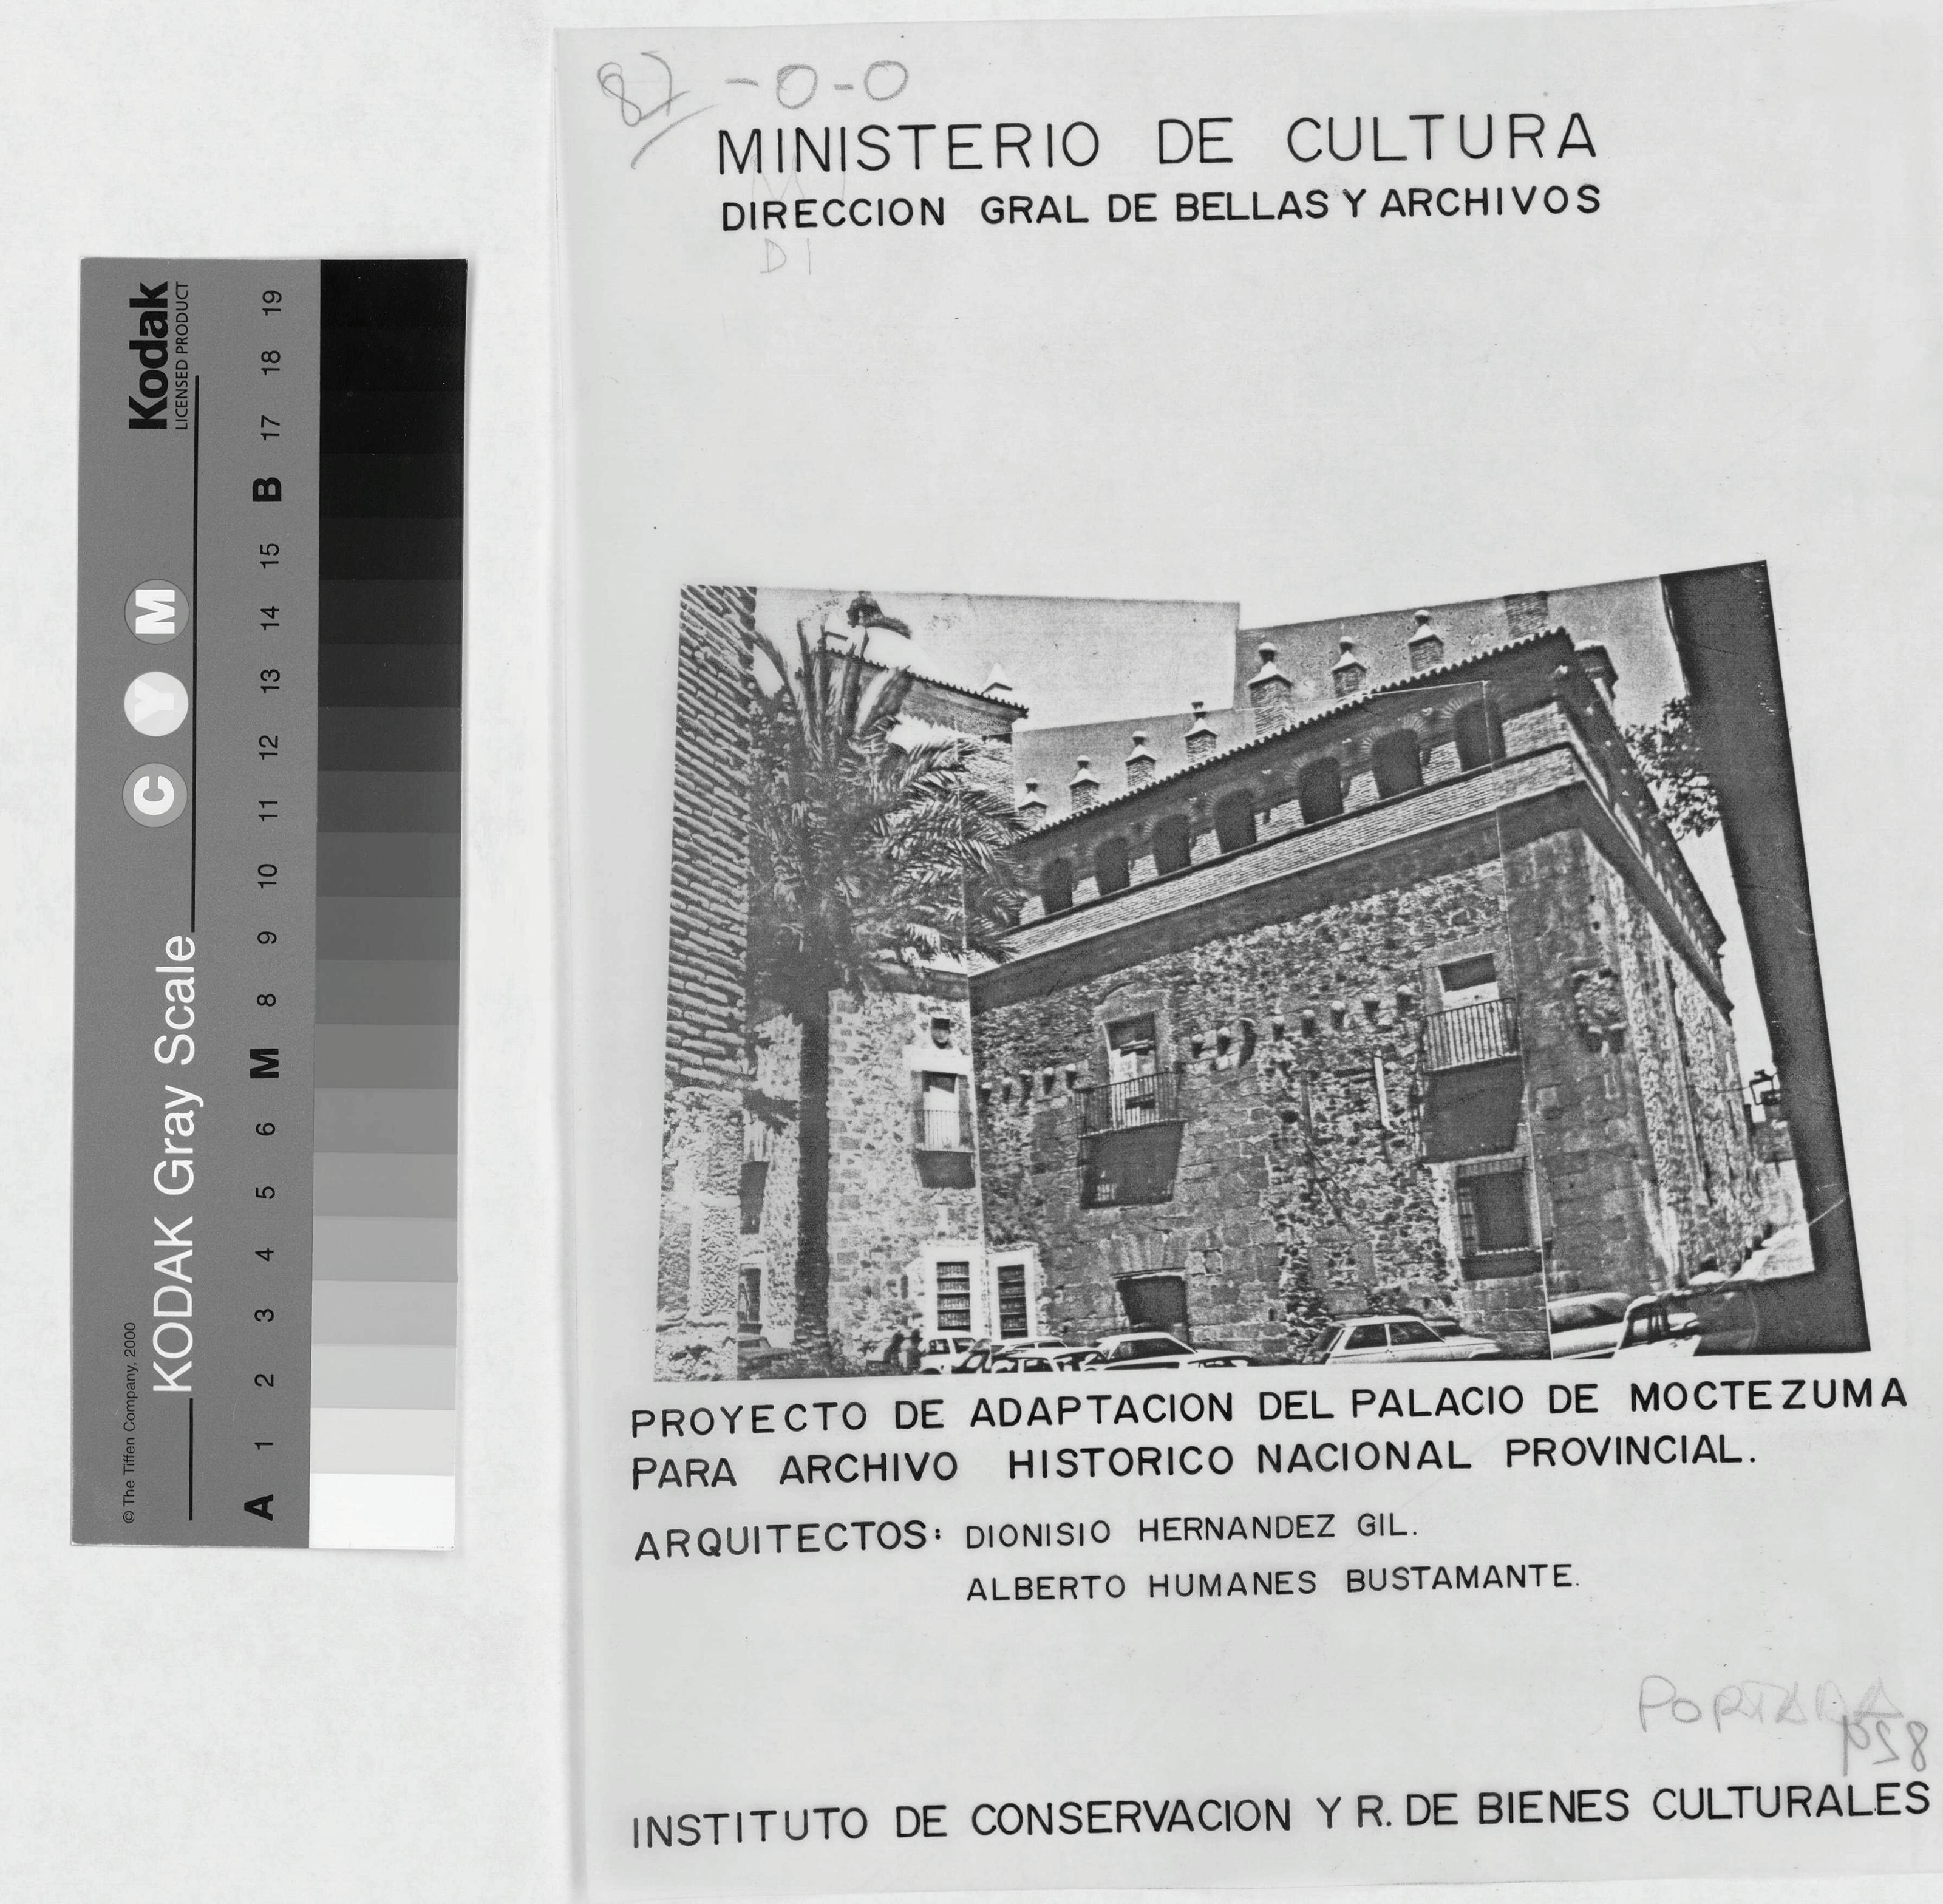 87 -0-0
MINISTERIO DE CULTURA
DIRECCION GRAL DE BELLAS Y ARCHIVOS
DI
PROYECTO DE ADAPTACION DEL PALACIO DE MOCTEZUMA
PARA ARCHIVO HISTORICO NACIONAL PROVINCIAL.
ARQUITECTOS: DIONISIO HERNANDEZ GIL.
ALBERTO HUMANES BUSTAMANTE.
PORTADA
INSTITUTO DE CONSERVACION Y R. DE BIENES CULTURALES
Kodak
LICENSED PRODUCT
C Y M
KODAK Gray Scale
© The Tiffen Company, 2000
A 1 2 3 4 5 6 M 8 9 10 11 12 13 14 15 B 17 18 19